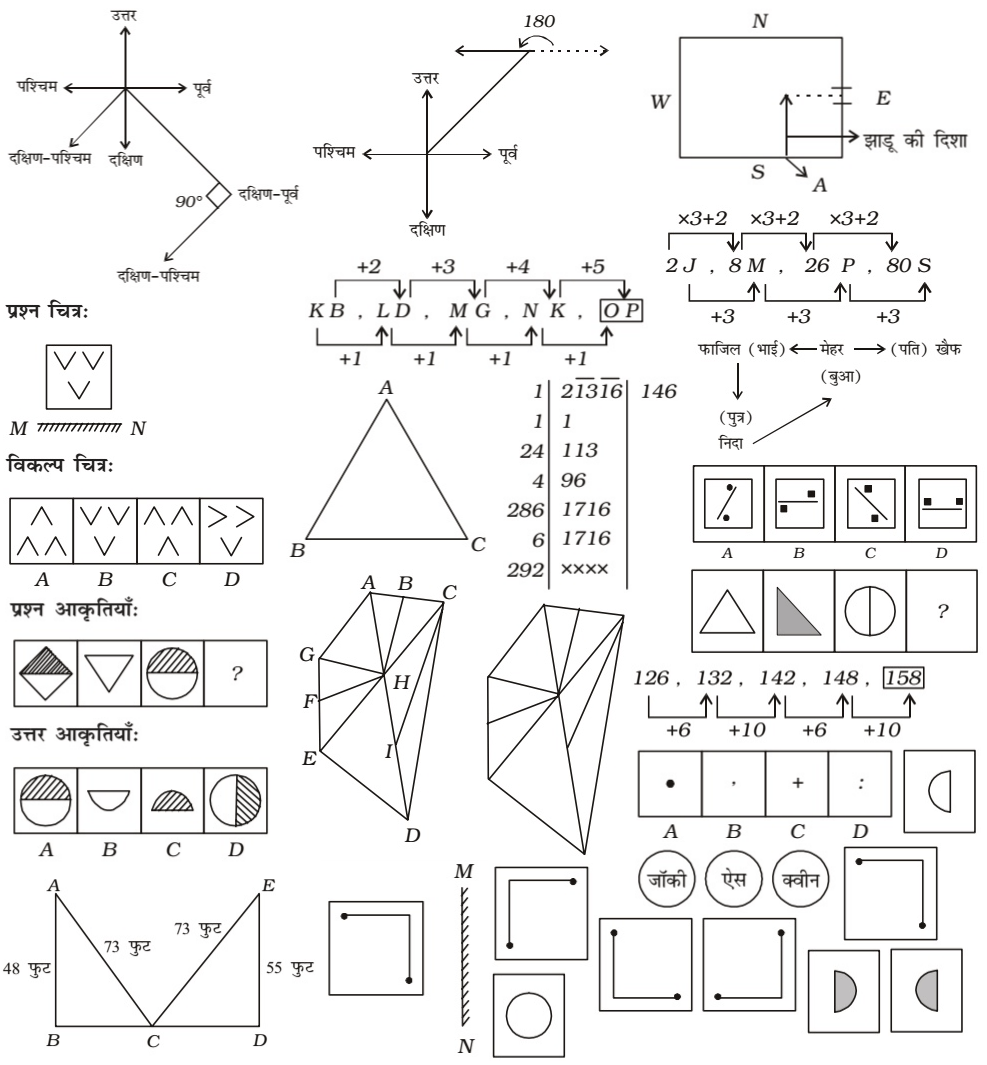 उत्तर
पश्चिम पूर्व
दक्षिण-पश्चिम दक्षिण
90° दक्षिण-पूर्व
दक्षिण-पश्चिम
180
उत्तर
पश्चिम पूर्व
दक्षिण
N
W E
झाडू की दिशा
S A
×3+2 ×3+2 ×3+2
2 J , 8 M , 26 P , 80 S
+3 +3 +3
+2 +3 +4 +5
K B , L D , M G , N K , O P
+1 +1 +1 +1
प्रश्न चित्रः
M N
विकल्प चित्रः
A B C D
प्रश्न आकृतियाँः
?
उत्तर आकृतियाँः
A B C D
A
B C
1 2 1̅3̅1̅6̅ 146
1 1
24 113
4 96
286 1716
6 1716
292 ××××
फाजिल (भाई) मेहर (पति) खैफ
(बुआ)
(पुत्र)
निदा
A B C D
?
A B C
G H
F
E I
D
126 , 132 , 142 , 148 , 158
+6 +10 +6 +10
• , + :
A B C D
जॉकी ऐस क्वीन
A E
73 फुट 73 फुट
48 फुट 55 फुट
B C D
M
N